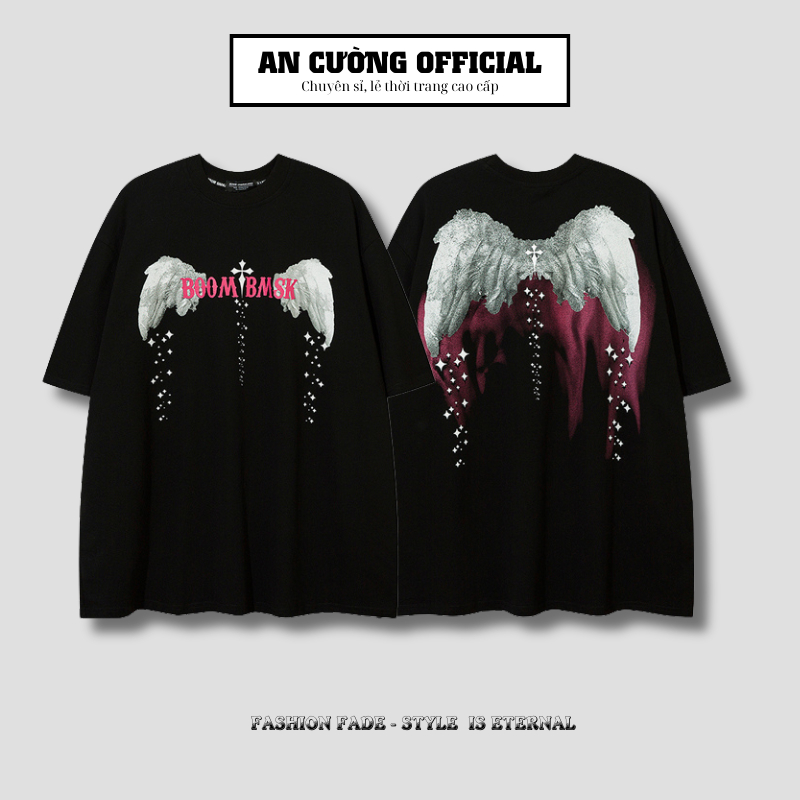 AN CƯỜNG OFFICIAL
Chuyên sỉ, lẻ thời trang cao cấp
BOOM BMSK
FASHION FADE - STYLE IS ETERNAL